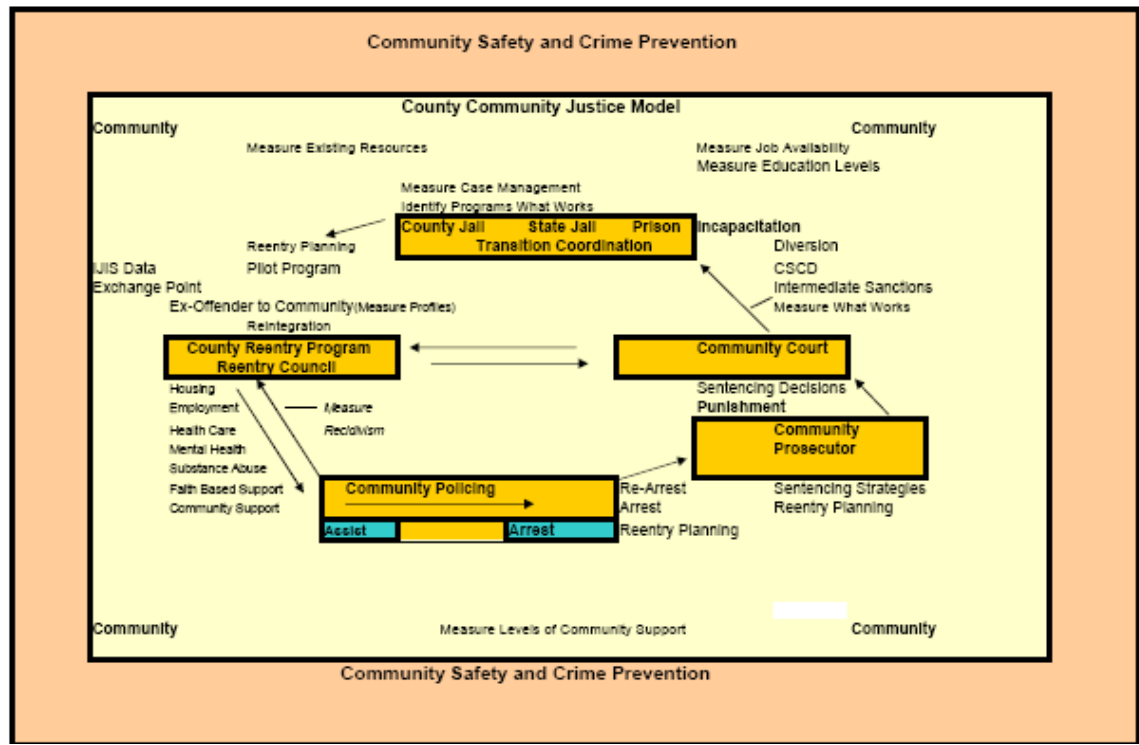 Community Safety and Crime Prevention
County Community Justice Model
Community Community
Measure Existing Resources Measure Job Availability
Measure Education Levels
Measure Case Management
Identify Programs What Works
County Jail State Jail Prison Incapacitation
Transition Coordination
Reentry Planning Diversion
IJIS Data Pilot Program CSCD
Exchange Point Intermediate Sanctions
Ex-Offender to Community(Measure Profiles) Measure What Works
Reintegration
County Reentry Program Community Court
Reentry Council
Housing Sentencing Decisions
Employment Measure Punishment
Health Care Recidivism Community
Mental Health Prosecutor
Substance Abuse
Faith Based Support Community Policing Re-Arrest Sentencing Strategies
Community Support Arrest Reentry Planning
Assist Arrest Reentry Planning
Community Measure Levels of Community Support Community
Community Safety and Crime Prevention